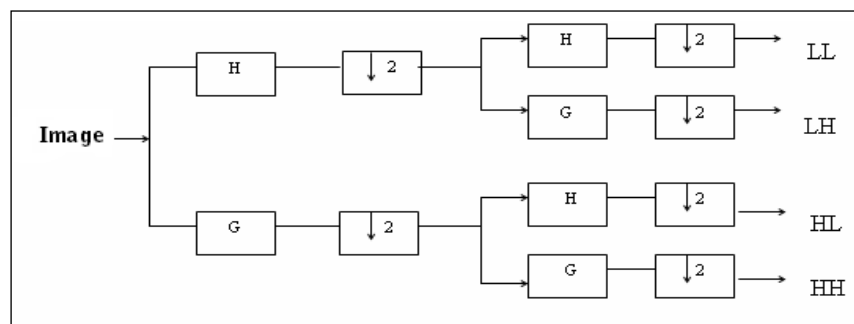 H ↓ 2 H ↓ 2 LL
G ↓ 2 LH
Image
G ↓ 2 H ↓ 2 HL
G ↓ 2 HH